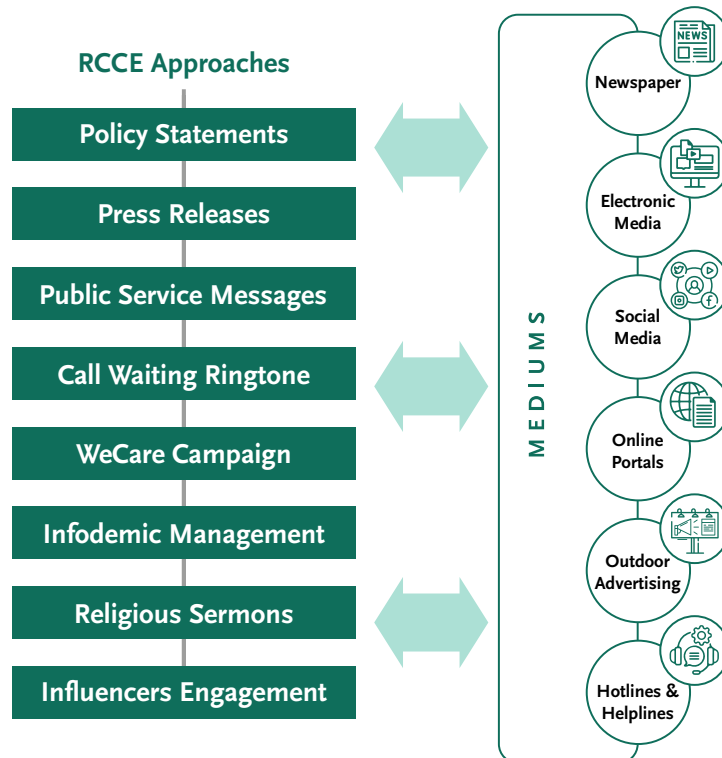 RCCE Approaches
Policy Statements
Press Releases
Public Service Messages
Call Waiting Ringtone
WeCare Campaign
Infodemic Management
Religious Sermons
Influencers Engagement
MEDIUMS
NEWS
Newspaper
Electronic
Media
Social
Media
Online
Portals
Outdoor
Advertising
Hotlines &
Helplines